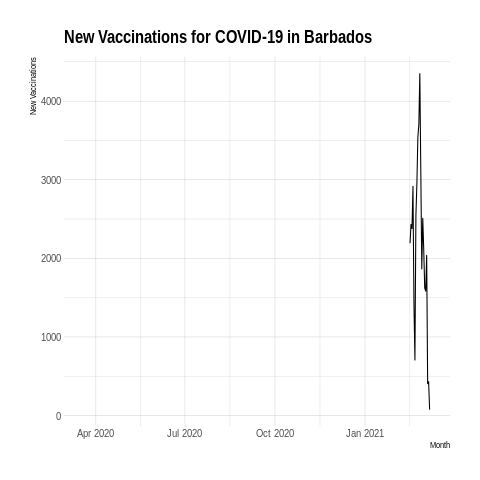 New Vaccinations for COVID-19 in Barbados
New Vaccinations
4000
3000
2000
1000
0
Apr 2020 Jul 2020 Oct 2020 Jan 2021
Month